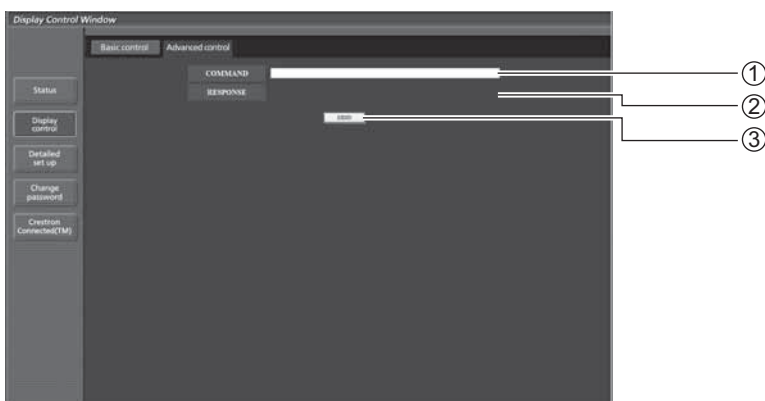 Display Control Window
Basic control Advanced control
COMMAND
RESPONSE
SEND
Status
Display
control
Detailed
set up
Change
password
Crestron
Connected(TM)
①
②
③